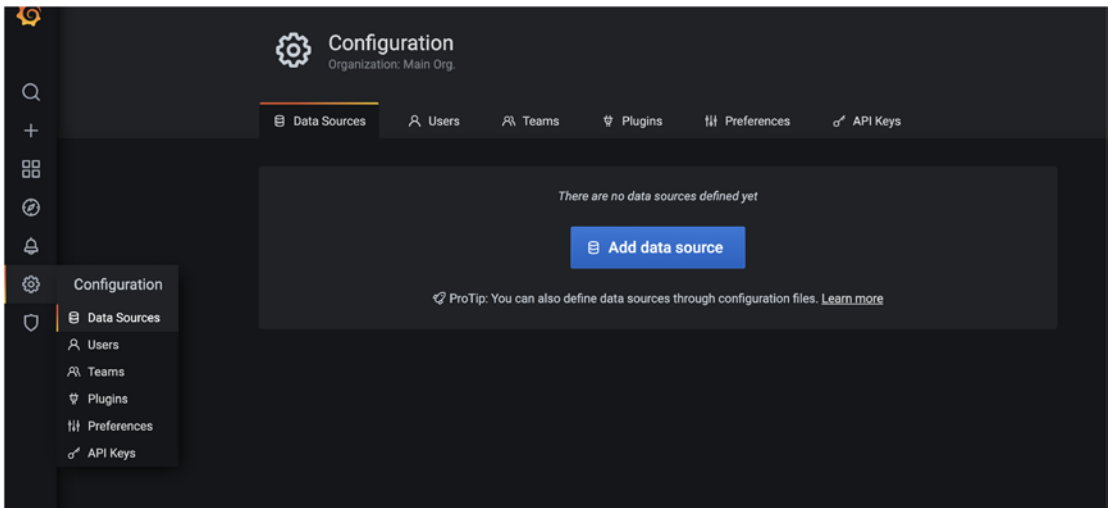 Configuration
Organization: Main Org.
Data Sources
Users
Teams
Plugins
Preferences
API Keys
There are no data sources defined yet
Add data source
ProTip: You can also define data sources through configuration files. Learn more
Configuration
Data Sources
Users
Teams
Plugins
Preferences
API Keys